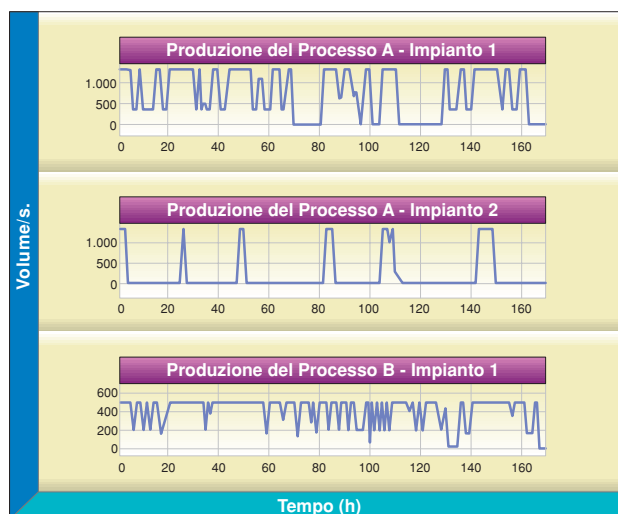 Produzione del Processo A - Impianto 1
1.000
500
0
0 20 40 60 80 100 120 140 160
Produzione del Processo A - Impianto 2
1.000
500
0
0 20 40 60 80 100 120 140 160
Produzione del Processo B - Impianto 1
600
400
200
0
0 20 40 60 80 100 120 140 160
Volume/s.
Tempo (h)